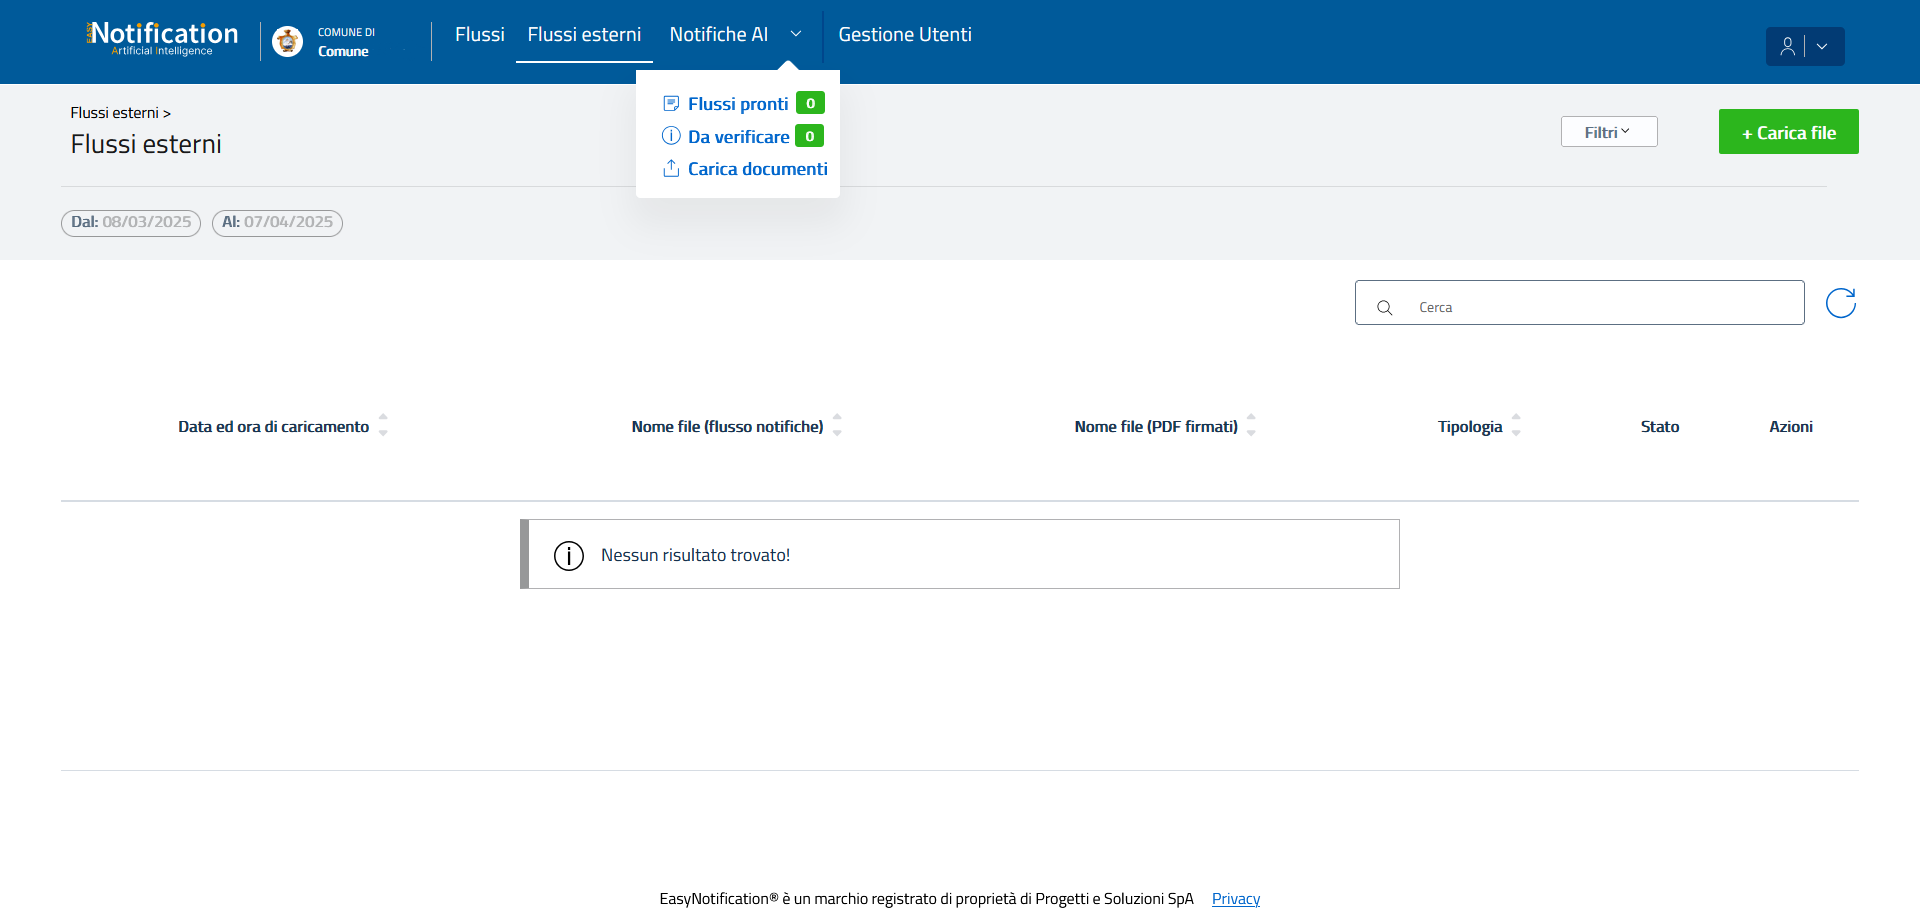 EASY Notification
Artificial Intelligence
COMUNE DI
Comune
Flussi
Flussi esterni
Notifiche AI
Gestione Utenti
Flussi pronti 0
Da verificare 0
Carica documenti
Flussi esterni >
Flussi esterni
Filtri
+ Carica file
Dal: 08/03/2025
Al: 07/04/2025
Cerca
Data ed ora di caricamento
Nome file (flusso notifiche)
Nome file (PDF firmati)
Tipologia
Stato
Azioni
Nessun risultato trovato!
EasyNotification® è un marchio registrato di proprietà di Progetti e Soluzioni SpA Privacy